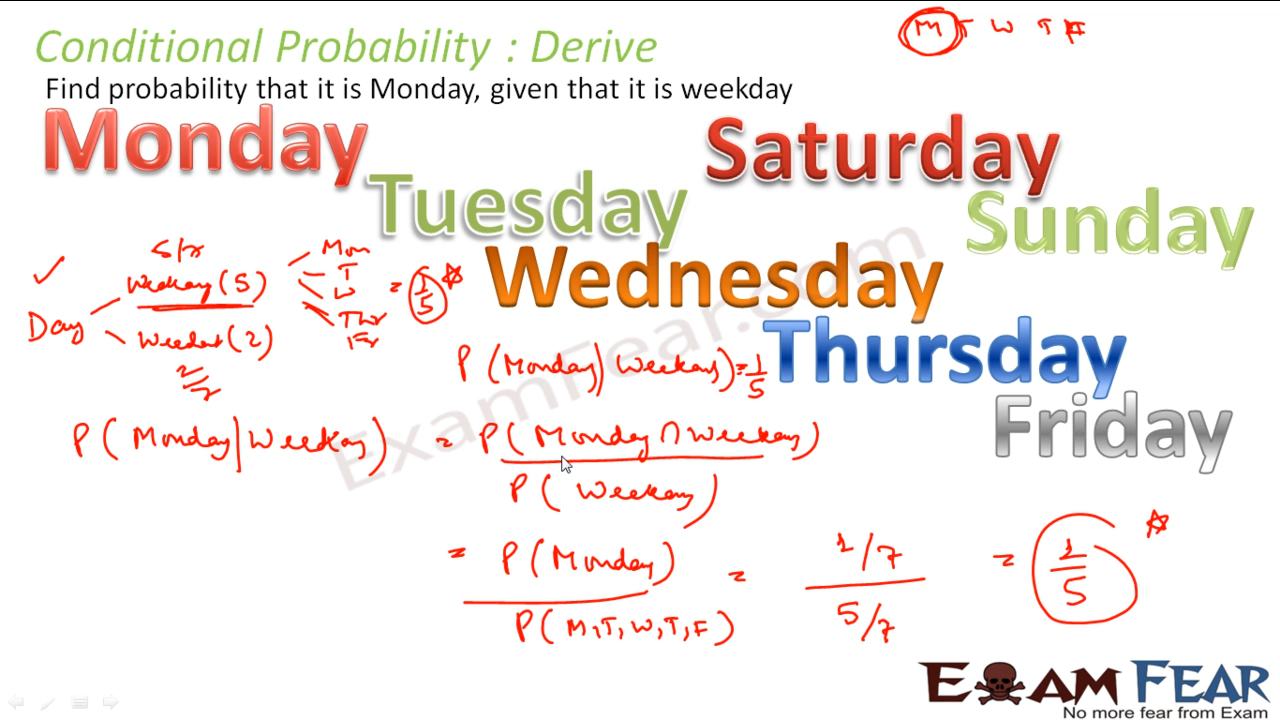 Conditional Probability : Derive
M T W T F
Find probability that it is Monday, given that it is weekday
Monday
Saturday
Tuesday
Sunday
Wednesday
Thursday
Friday
ExamFear.com
5/7
Day
Weekday (5)
Mon
T
W
Thr
Fr
= 1/5
(2)
2/7
P (Monday | Weekday) = 1/5
P ( Monday | Weekday ) = P ( Monday ∩ Weekday )
P ( Weekday )
= P ( Monday ) = 1/7 = 1
P ( M, T, W, T, F ) 5/7 5
EXAM FEAR
No more fear from Exam